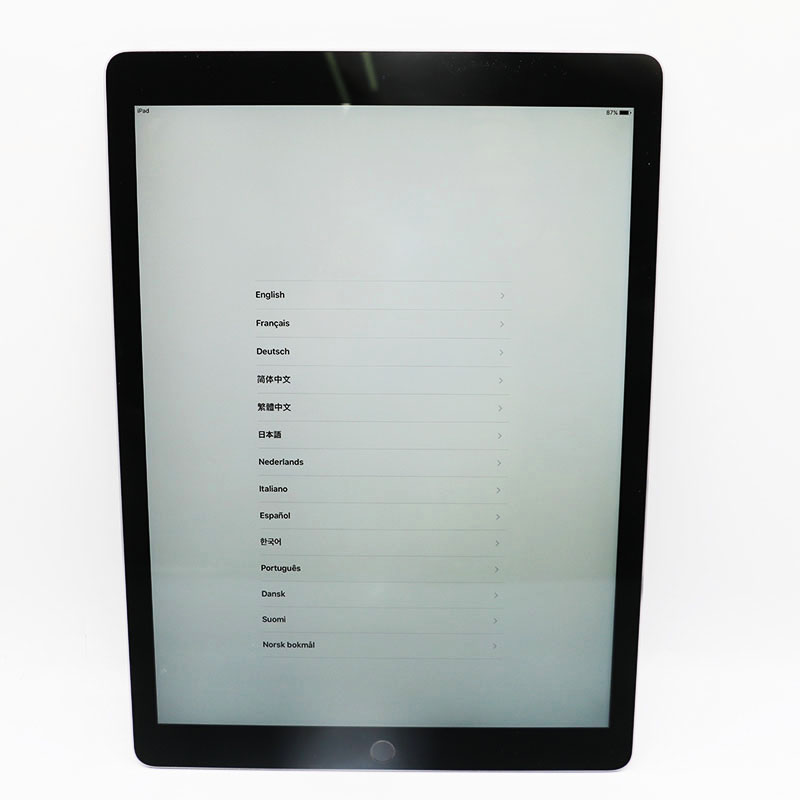 iPad
87%
English
Français
Deutsch
简体中文
繁體中文
日本語
Nederlands
Italiano
Español
한국어
Português
Dansk
Suomi
Norsk bokmål